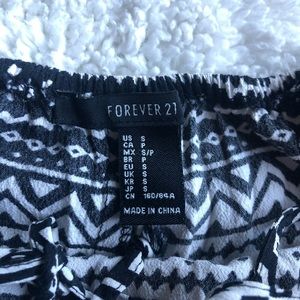 FOREVER 21
US S
CA P
MX S/P
BR P
EU S
UK S
KR S
JP S
CN 160/84A
MADE IN CHINA